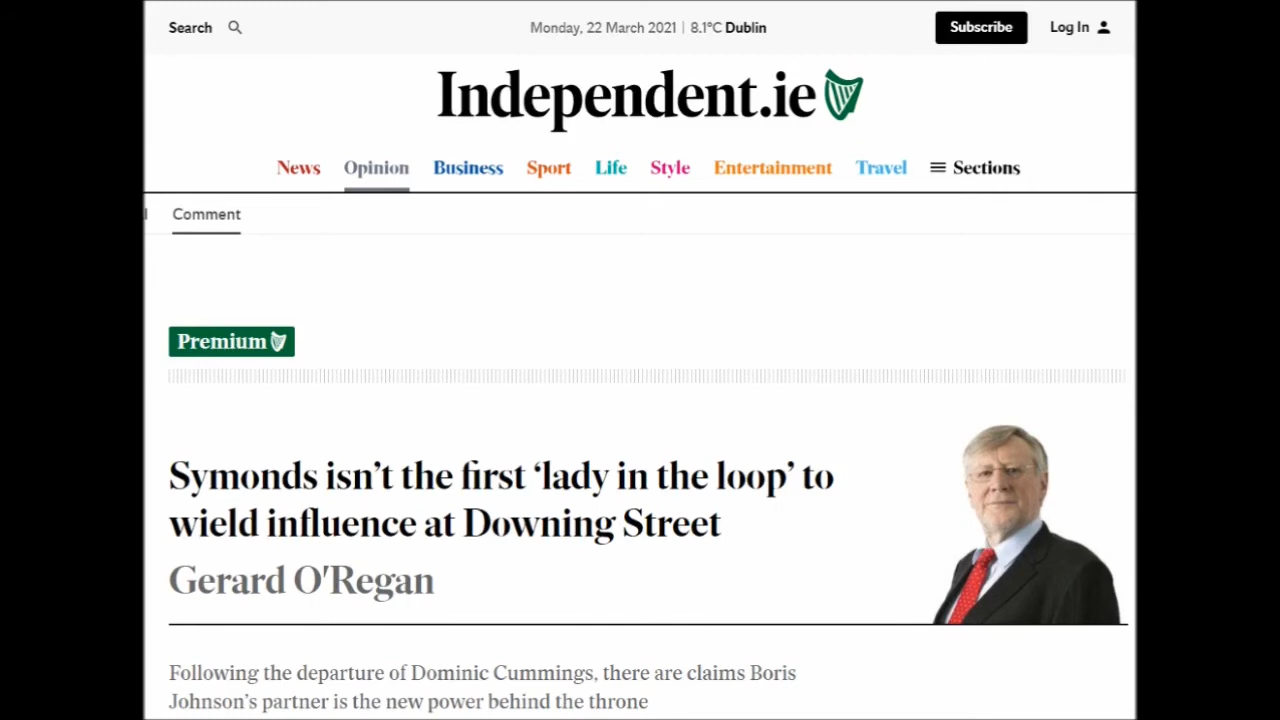 Search Monday, 22 March 2021 | 8.1°C Dublin Subscribe Log In
Independent.ie
News Opinion Business Sport Life Style Entertainment Travel Sections
Comment
Premium
Symonds isn’t the first ‘lady in the loop’ to
wield influence at Downing Street
Gerard O'Regan
Following the departure of Dominic Cummings, there are claims Boris
Johnson’s partner is the new power behind the throne